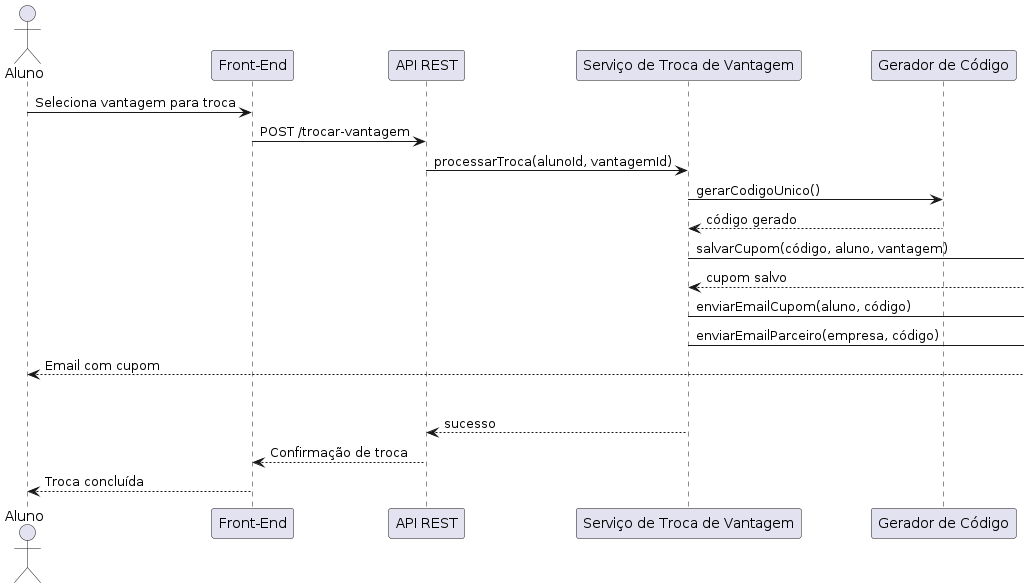 Aluno
Front-End
API REST
Serviço de Troca de Vantagem
Gerador de Código
Seleciona vantagem para troca
POST /trocar-vantagem
processarTroca(alunoId, vantagemId)
gerarCodigoUnico()
código gerado
salvarCupom(código, aluno, vantagem)
cupom salvo
enviarEmailCupom(aluno, código)
enviarEmailParceiro(empresa, código)
Email com cupom
sucesso
Confirmação de troca
Troca concluída
Aluno
Front-End
API REST
Serviço de Troca de Vantagem
Gerador de Código